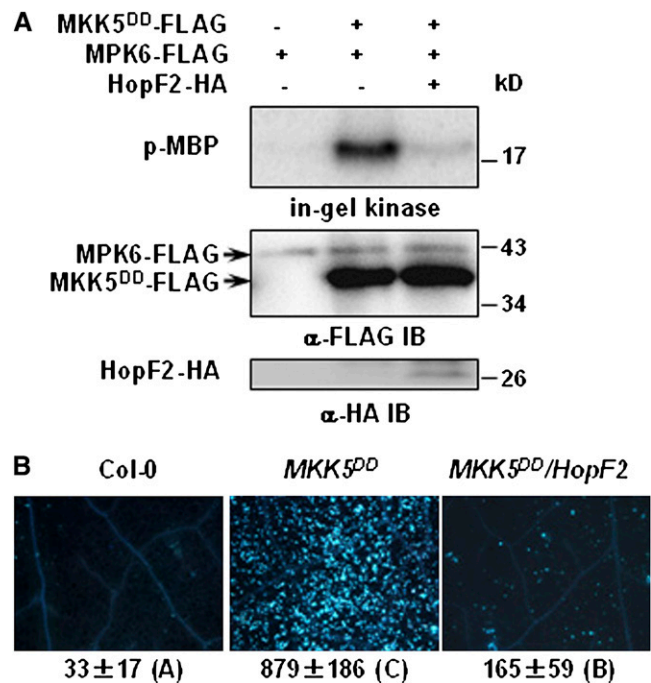 A
MKK5ᴰᴰ-FLAG - + +
MPK6-FLAG + + +
HopF2-HA - - + kD
p-MBP 17
in-gel kinase
MPK6-FLAG 43
MKK5ᴰᴰ-FLAG
34
α-FLAG IB
HopF2-HA 26
α-HA IB
B Col-0 MKK5ᴰᴰ MKK5ᴰᴰ/HopF2
33±17 (A) 879±186 (C) 165±59 (B)